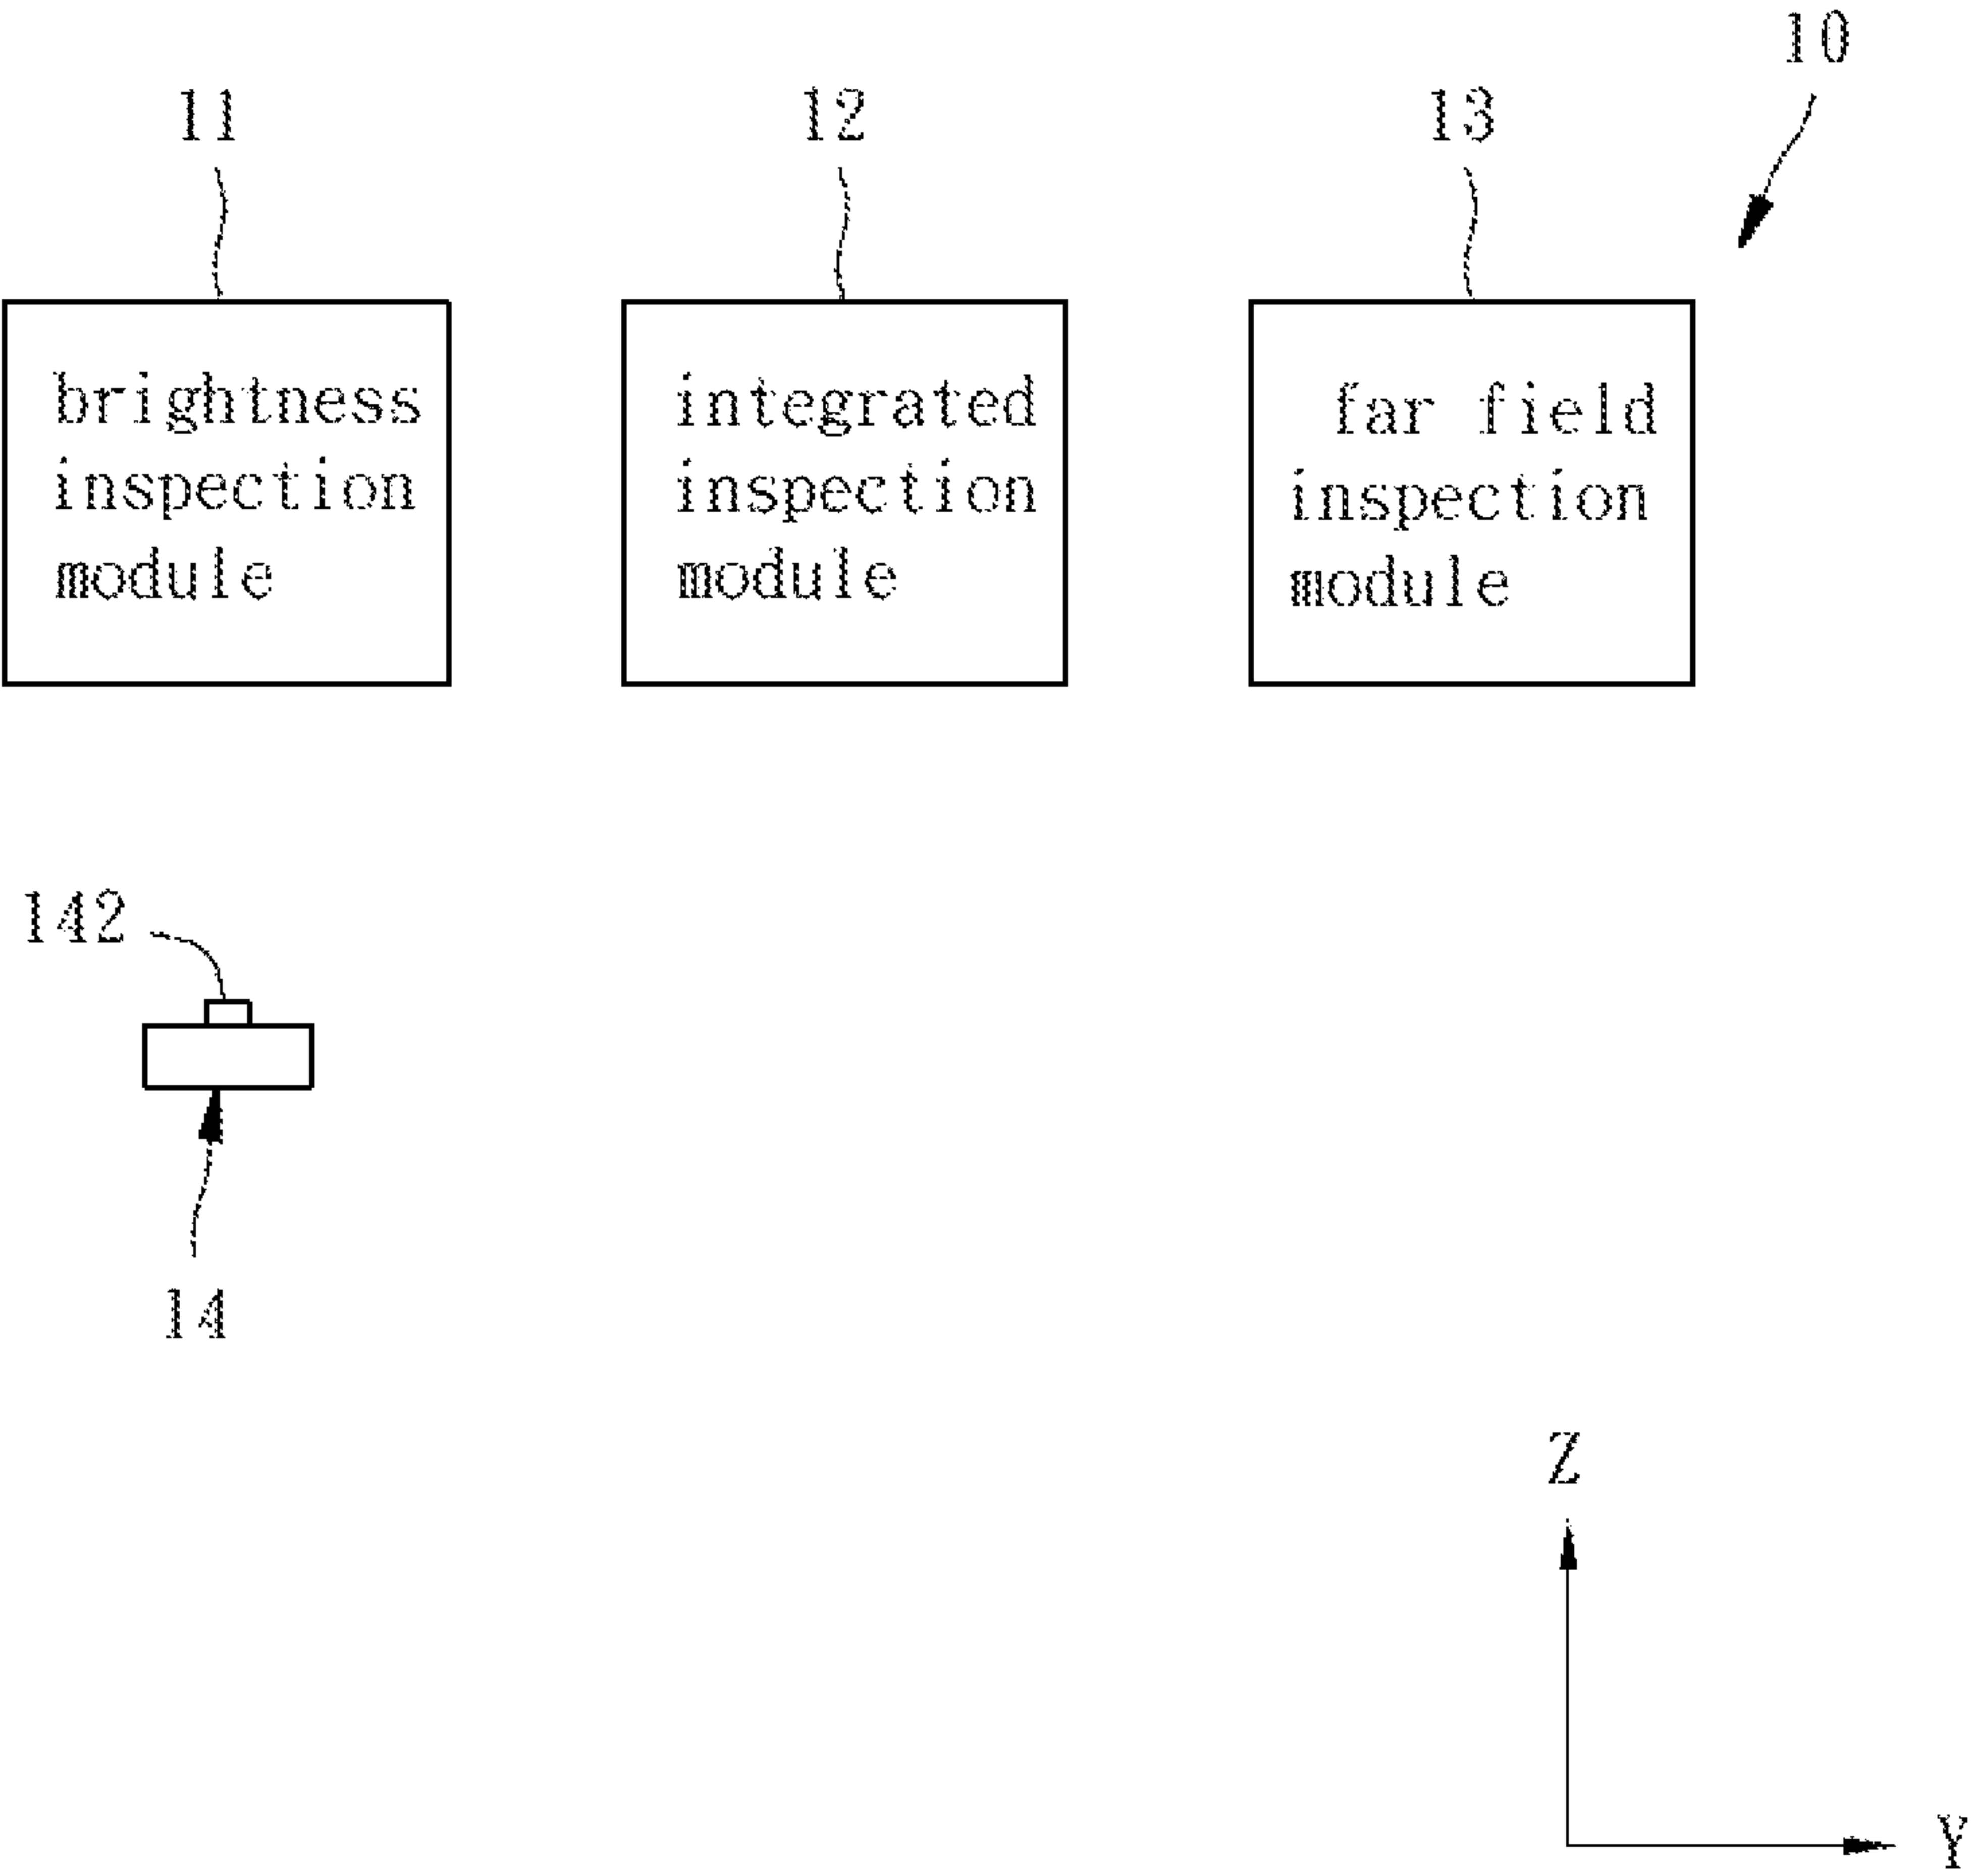 10
11
12
13
brightness
inspection
module
integrated
inspection
module
far field
inspection
module
142
14
Z
Y